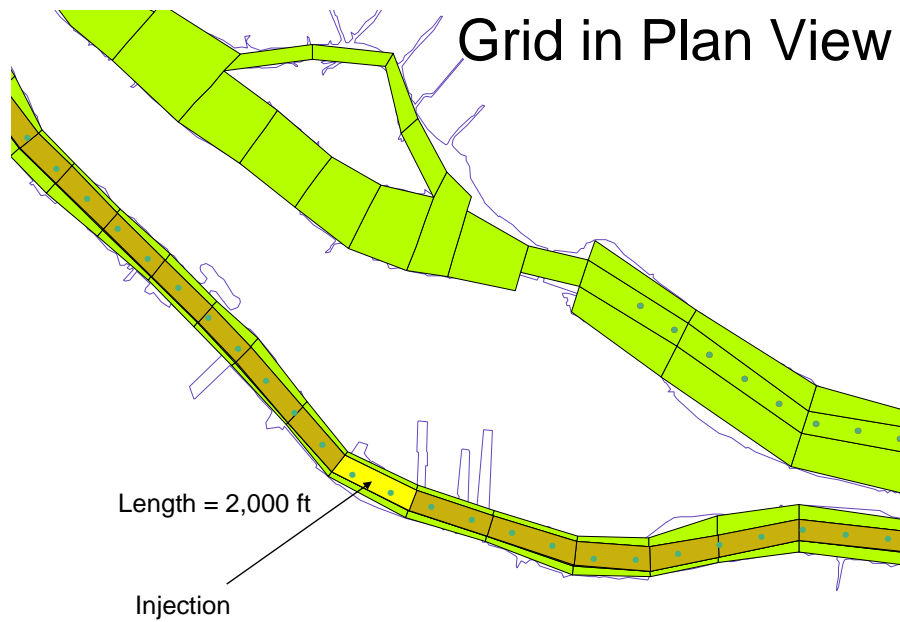 Grid in Plan View
Length = 2,000 ft
Injection